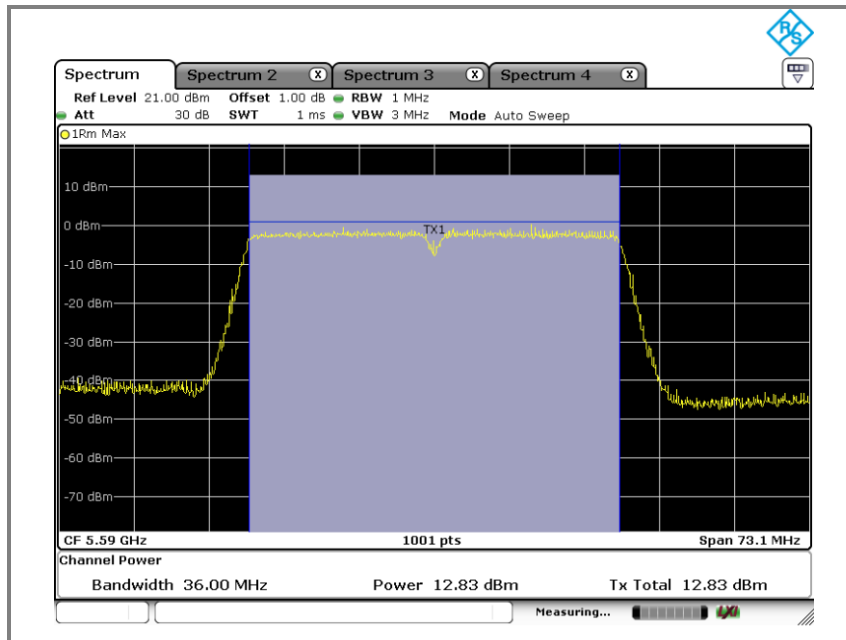 R&S
Spectrum Spectrum 2 X Spectrum 3 X Spectrum 4 X
Ref Level 21.00 dBm Offset 1.00 dB RBW 1 MHz
Att 30 dB SWT 1 ms VBW 3 MHz Mode Auto Sweep
1Rm Max
10 dBm
0 dBm
TX1
-10 dBm
-20 dBm
-30 dBm
-40 dBm
-50 dBm
-60 dBm
-70 dBm
CF 5.59 GHz 1001 pts Span 73.1 MHz
Channel Power
Bandwidth 36.00 MHz Power 12.83 dBm Tx Total 12.83 dBm
Measuring...